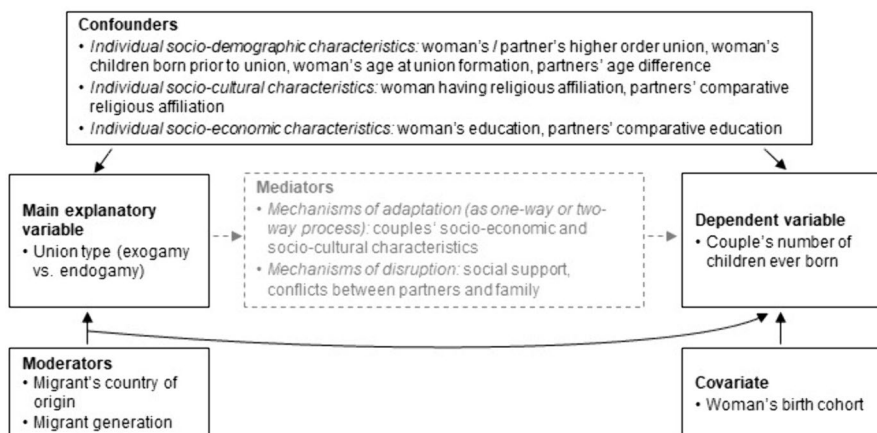 Confounders
• Individual socio-demographic characteristics: woman's / partner's higher order union, woman's
children born prior to union, woman's age at union formation, partners' age difference
• Individual socio-cultural characteristics: woman having religious affiliation, partners' comparative
religious affiliation
• Individual socio-economic characteristics: woman's education, partners' comparative education
Main explanatory
variable
• Union type (exogamy
vs. endogamy)
Mediators
• Mechanisms of adaptation (as one-way or two-
way process): couples' socio-economic and
socio-cultural characteristics
• Mechanisms of disruption: social support,
conflicts between partners and family
Dependent variable
• Couple's number of
children ever born
Moderators
• Migrant's country of
origin
• Migrant generation
Covariate
• Woman's birth cohort